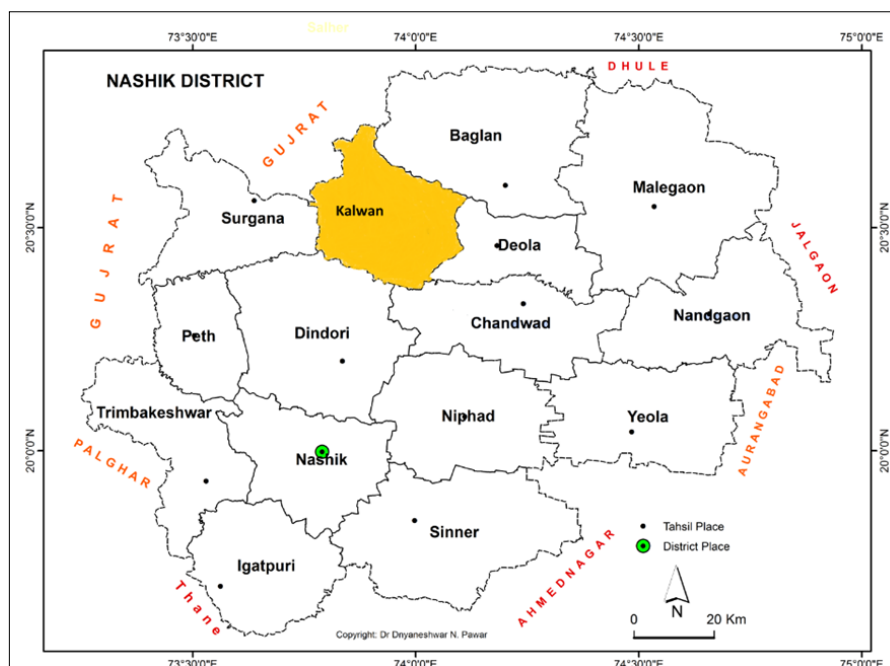 Salher
73°30'0"E 74°0'0"E 74°30'0"E 75°0'0"E
NASHIK DISTRICT
DHULE
GUJRAT
Baglan
Malegaon
Kalwan
Surgana
20°30'0"N
20°30'0"N
Deola
GUJRAT
JALGAON
Nandgaon
Chandwad
Peth
Dindori
Trimbakeshwar
Niphad
Yeola
AURANGABAD
20°0'0"N
20°0'0"N
Nashik
PALGHAR
Sinner
Tahsil Place
District Place
Igatpuri
AHMEDNAGAR
Thane
N
0 20 Km
Copyright: Dr Dnyaneshwar N. Pawar
73°30'0"E 74°0'0"E 74°30'0"E 75°0'0"E